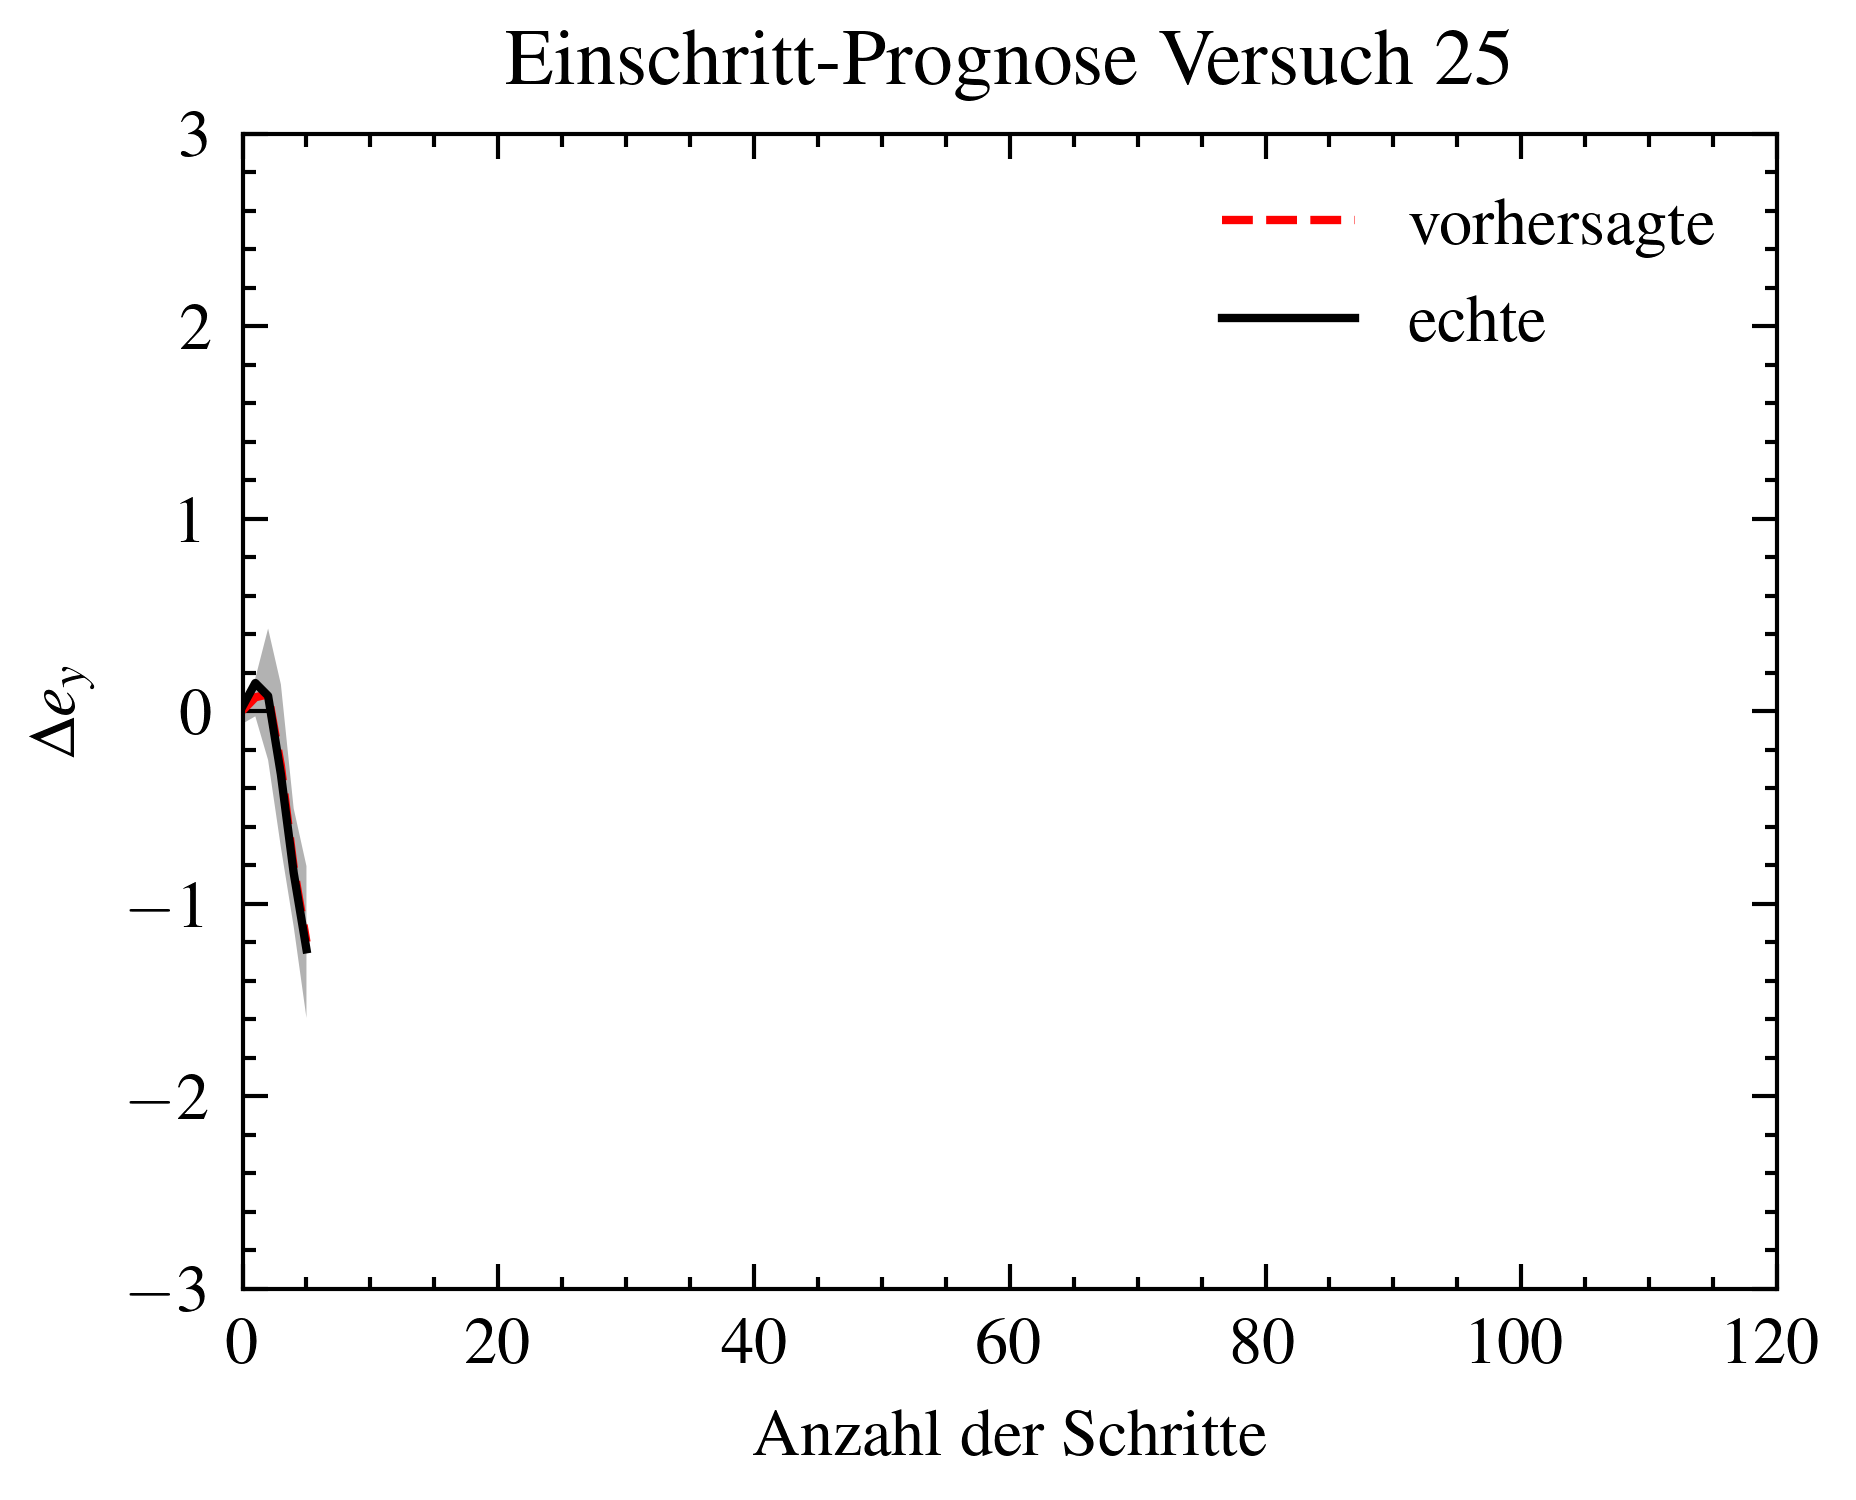 Einschritt-Prognose Versuch 25
3
2
1
0
−1
−2
−3
Δe_y
vorhersagte
echte
0 20 40 60 80 100 120
Anzahl der Schritte